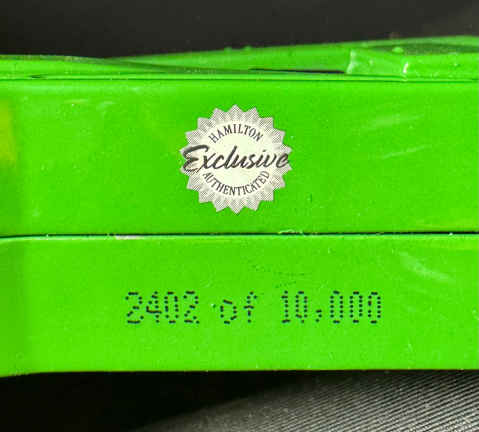 HAMILTON
Exclusive
AUTHENTICATED
2402 of 10,000